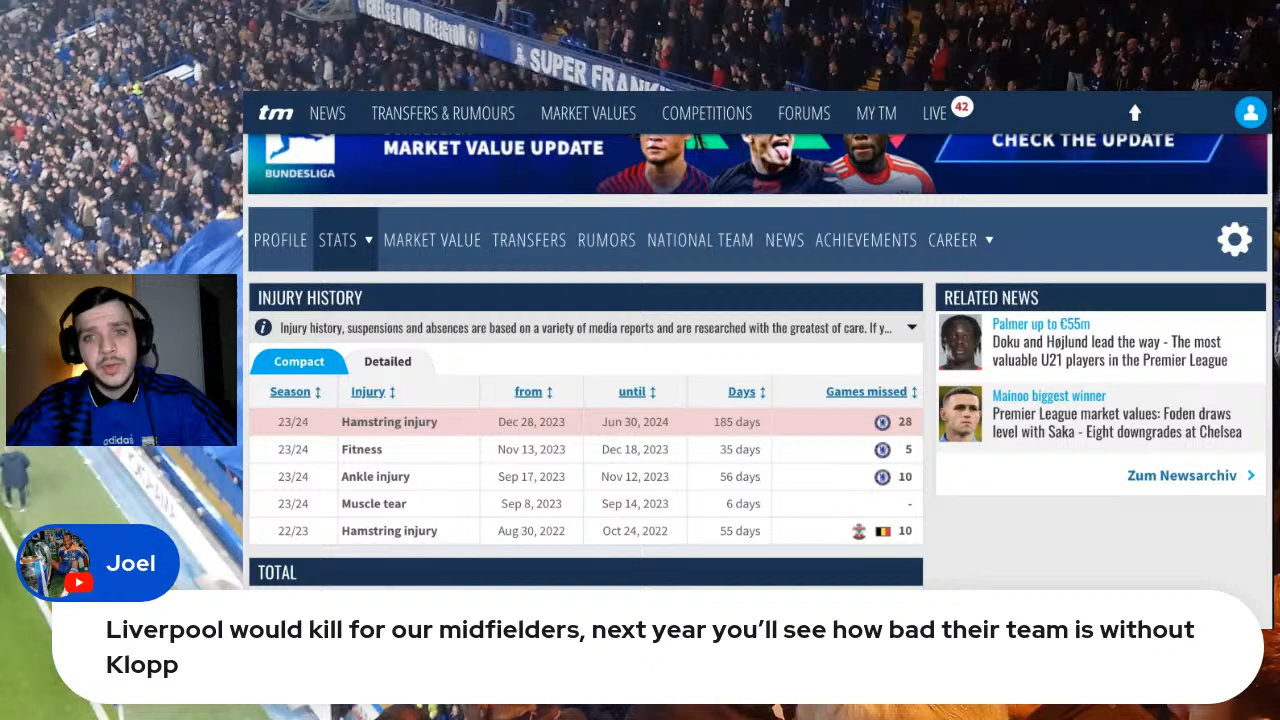 CHELSEA OUR RELIGION
SUPER FRANK
tm NEWS TRANSFERS & RUMOURS MARKET VALUES COMPETITIONS FORUMS MY TM LIVE 42
MARKET VALUE UPDATE
CHECK THE UPDATE
BUNDESLIGA
PROFILE STATS ▾ MARKET VALUE TRANSFERS RUMORS NATIONAL TEAM NEWS ACHIEVEMENTS CAREER ▾
INJURY HISTORY
Injury history, suspensions and absences are based on a variety of media reports and are researched with the greatest of care. If y...
Compact Detailed
Season Injury from until Days Games missed
23/24 Hamstring injury Dec 28, 2023 Jun 30, 2024 185 days 28
23/24 Fitness Nov 13, 2023 Dec 18, 2023 35 days 5
23/24 Ankle injury Sep 17, 2023 Nov 12, 2023 56 days 10
23/24 Muscle tear Sep 8, 2023 Sep 14, 2023 6 days -
22/23 Hamstring injury Aug 30, 2022 Oct 24, 2022 55 days 10
TOTAL
RELATED NEWS
Palmer up to €55m
Doku and Højlund lead the way - The most
valuable U21 players in the Premier League
Mainoo biggest winner
Premier League market values: Foden draws
level with Saka - Eight downgrades at Chelsea
Zum Newsarchiv
adidas
Joel
Liverpool would kill for our midfielders, next year you'll see how bad their team is without
Klopp